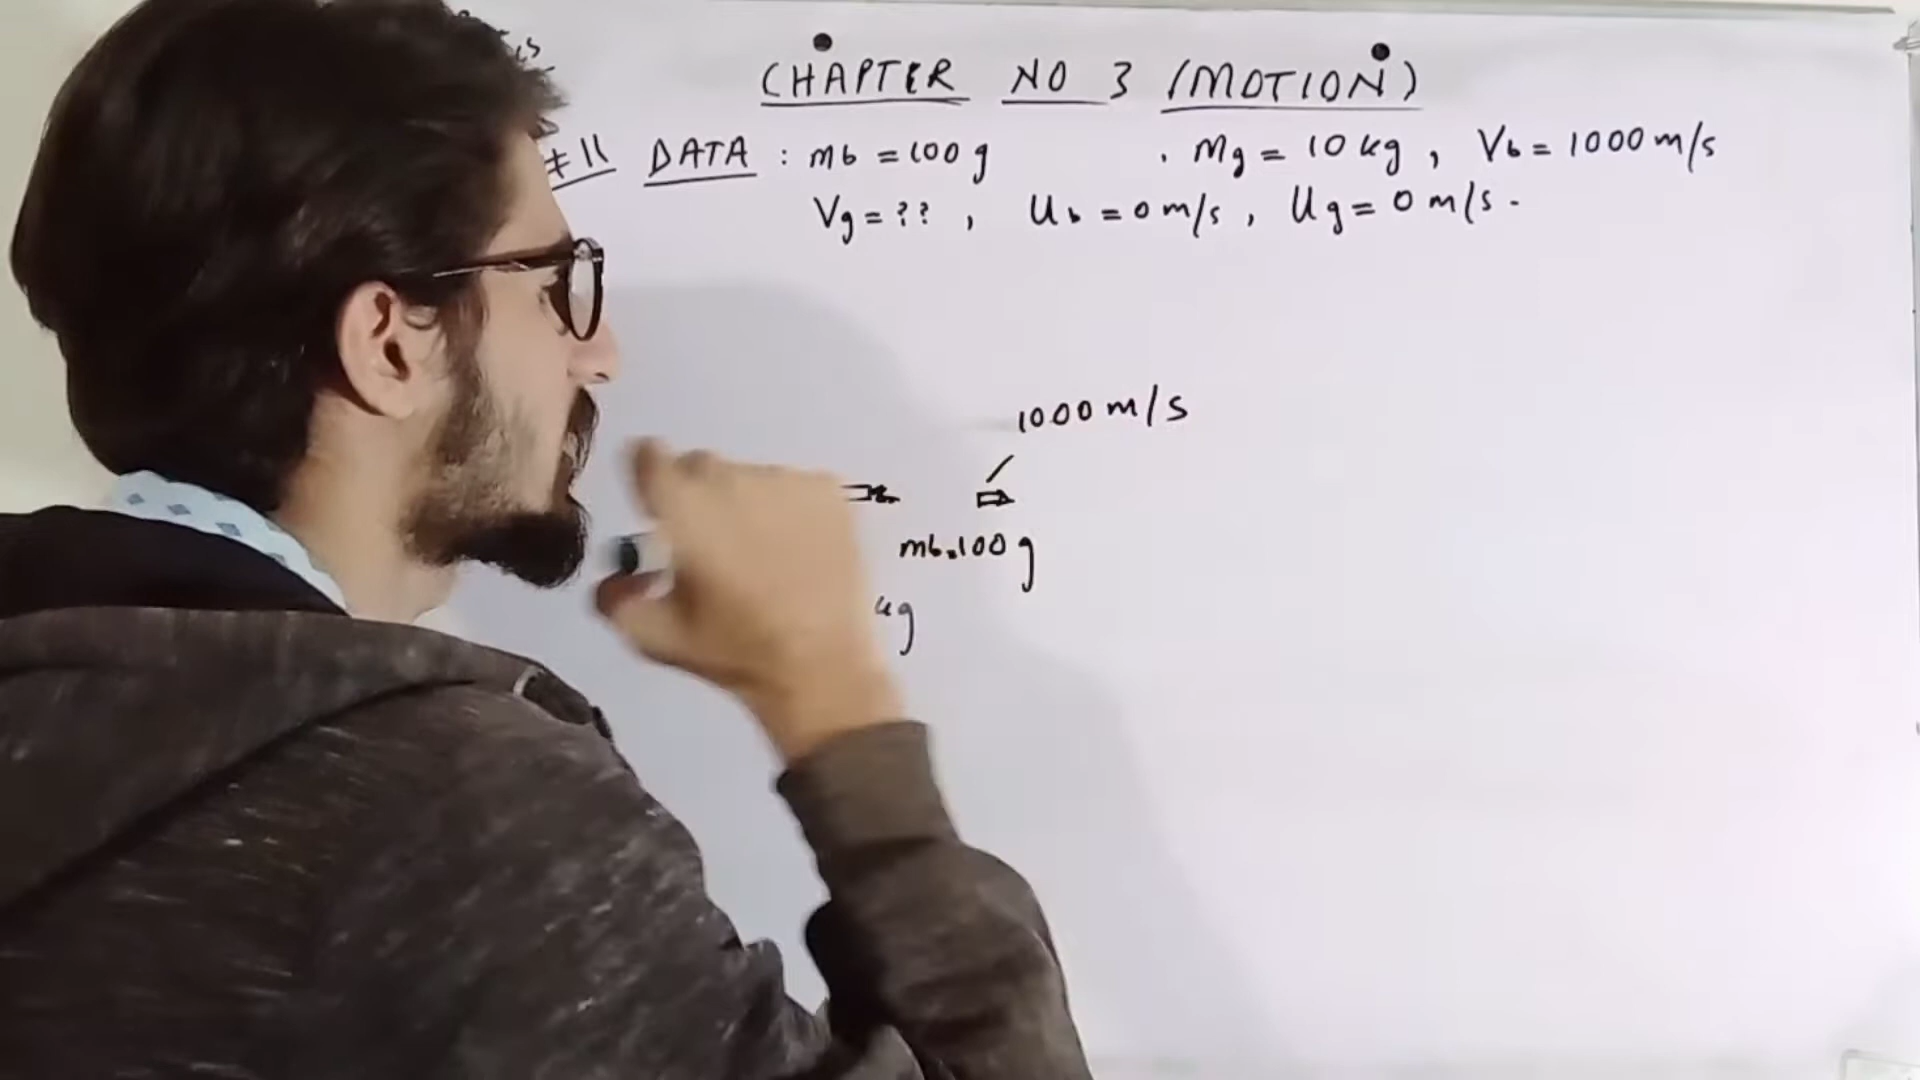 CHAPTER NO 3 (MOTION)
# 11 DATA : mb = 100 g . Mg = 10 kg , Vb = 1000 m/s
Vg = ?? , Ub = 0 m/s , Ug = 0 m/s .
1000 m/s
mb.100 g
kg